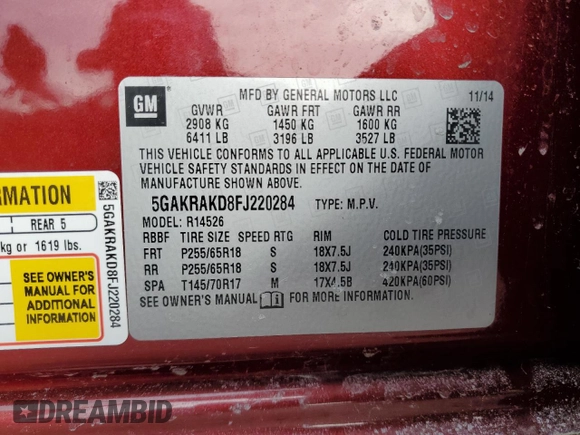 GM
MFD BY GENERAL MOTORS LLC
11/14
GVWR GAWR FRT GAWR RR
2908 KG 1450 KG 1600 KG
6411 LB 3196 LB 3527 LB
THIS VEHICLE CONFORMS TO ALL APPLICABLE U.S. FEDERAL MOTOR
VEHICLE SAFETY STANDARDS IN EFFECT ON THE DATE OF
MANUFACTURE SHOWN ABOVE.
5GAKRAKD8FJ220284 TYPE: M.P.V.
MODEL: R14526
RBBF TIRE SIZE SPEED RTG RIM COLD TIRE PRESSURE
FRT P255/65R18 S 18X7.5J 240KPA(35PSI)
RR P255/65R18 S 18X7.5J 240KPA(35PSI)
SPA T145/70R17 M 17X4.5B 420KPA(60PSI)
SEE OWNER'S MANUAL FOR MORE INFORMATION
REAR 5
kg or 1619 lbs.
SEE OWNER'S
MANUAL FOR
ADDITIONAL
INFORMATION
5GAKRAKD8FJ220284
DREAMBID